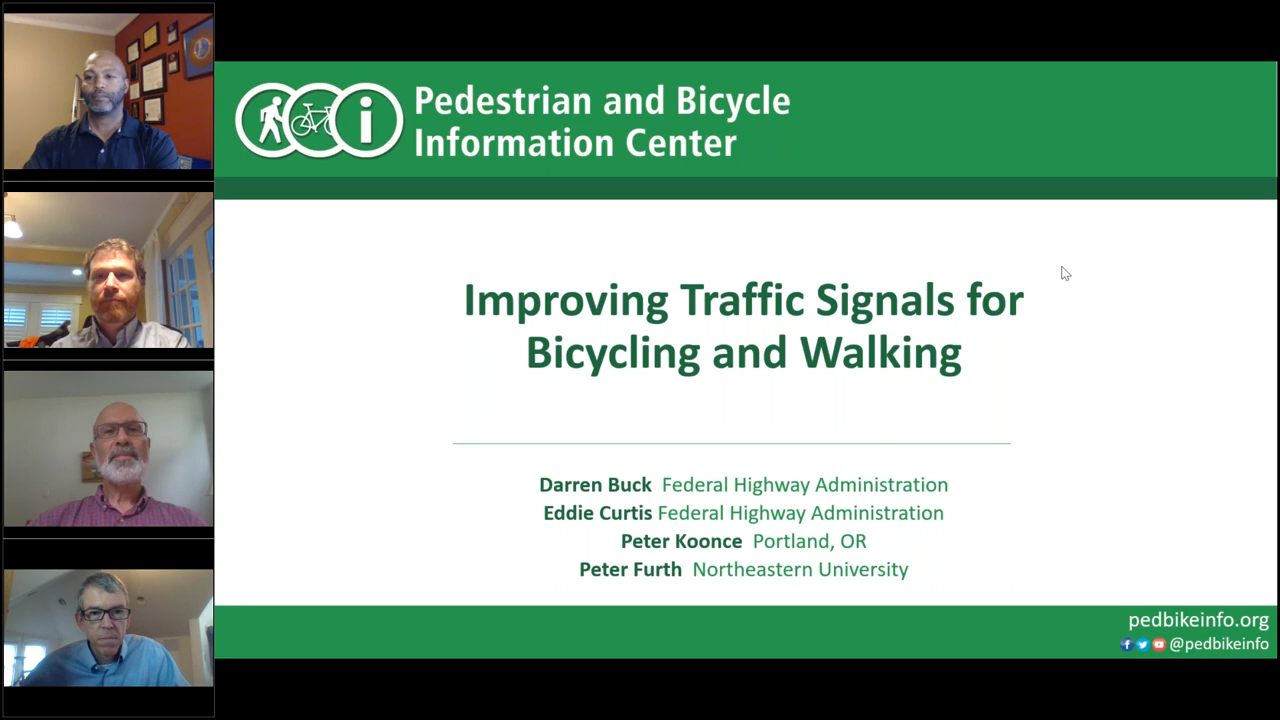 Pedestrian and Bicycle
Information Center
Improving Traffic Signals for
Bicycling and Walking
Darren Buck Federal Highway Administration
Eddie Curtis Federal Highway Administration
Peter Koonce Portland, OR
Peter Furth Northeastern University
pedbikeinfo.org
@pedbikeinfo